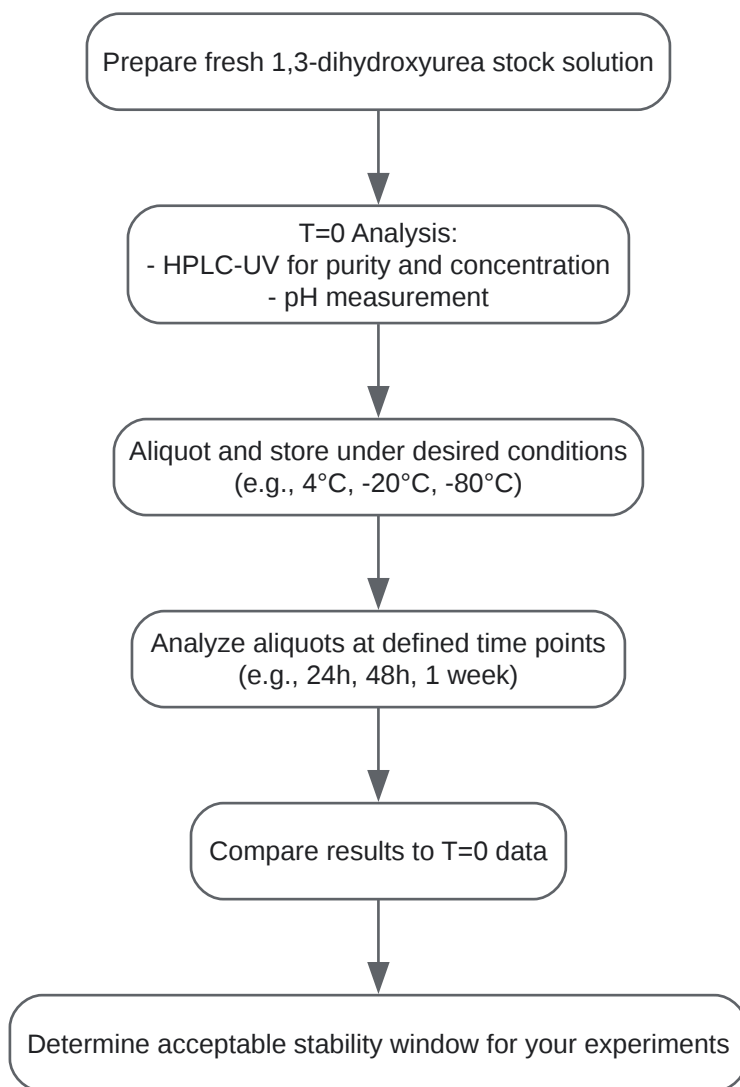 Prepare fresh 1,3-dihydroxyurea stock solution
T=0 Analysis:
- HPLC-UV for purity and concentration
- pH measurement
Aliquot and store under desired conditions
(e.g., 4°C, -20°C, -80°C)
Analyze aliquots at defined time points
(e.g., 24h, 48h, 1 week)
Compare results to T=0 data
Determine acceptable stability window for your experiments